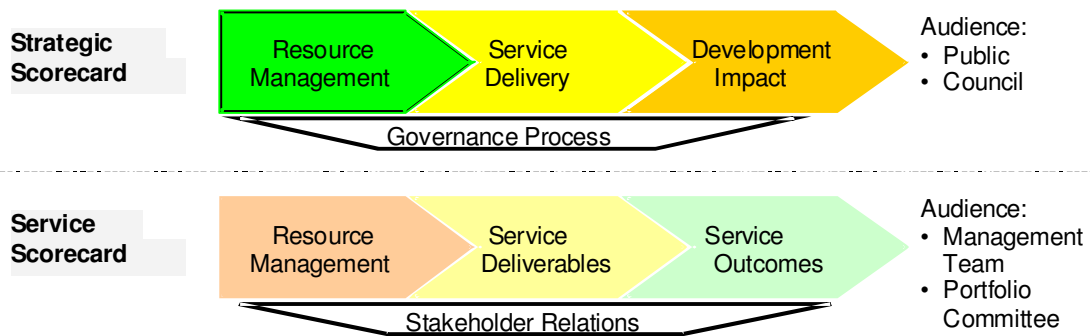 Strategic
Scorecard
Resource
Management
Service
Delivery
Development
Impact
Governance Process
Audience:
• Public
• Council
Service
Scorecard
Resource
Management
Service
Deliverables
Service
Outcomes
Stakeholder Relations
Audience:
• Management
Team
• Portfolio
Committee